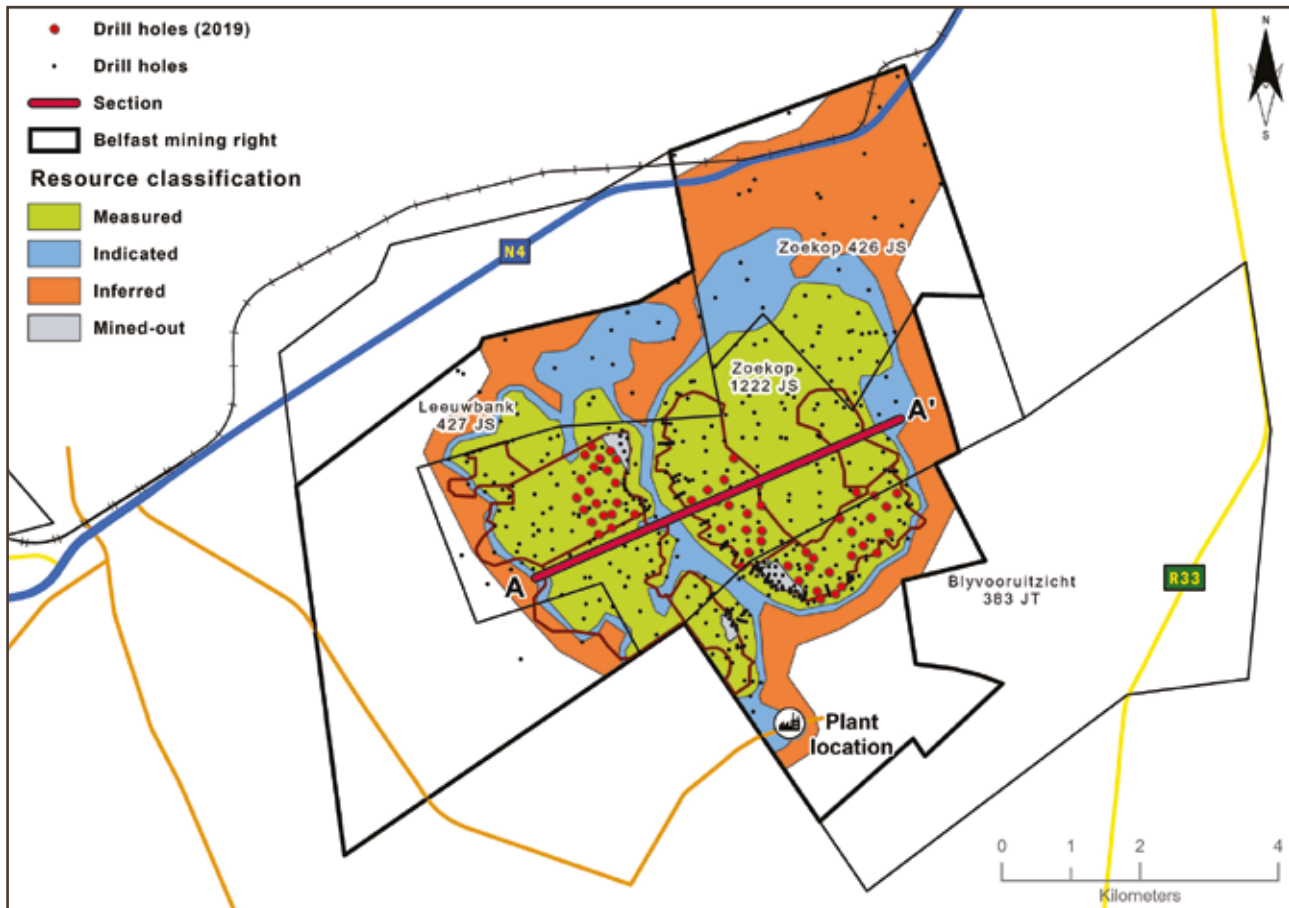 Drill holes (2019)
Drill holes
Section
Belfast mining right
Resource classification
Measured
Indicated
Inferred
Mined-out
N
S
N4
Zoekop 426 JS
Zoekop
1222 JS
Leeuwbank
427 JS
A'
A
Blyvooruitzicht
383 JT
R33
Plant
location
0 1 2 4
Kilometers